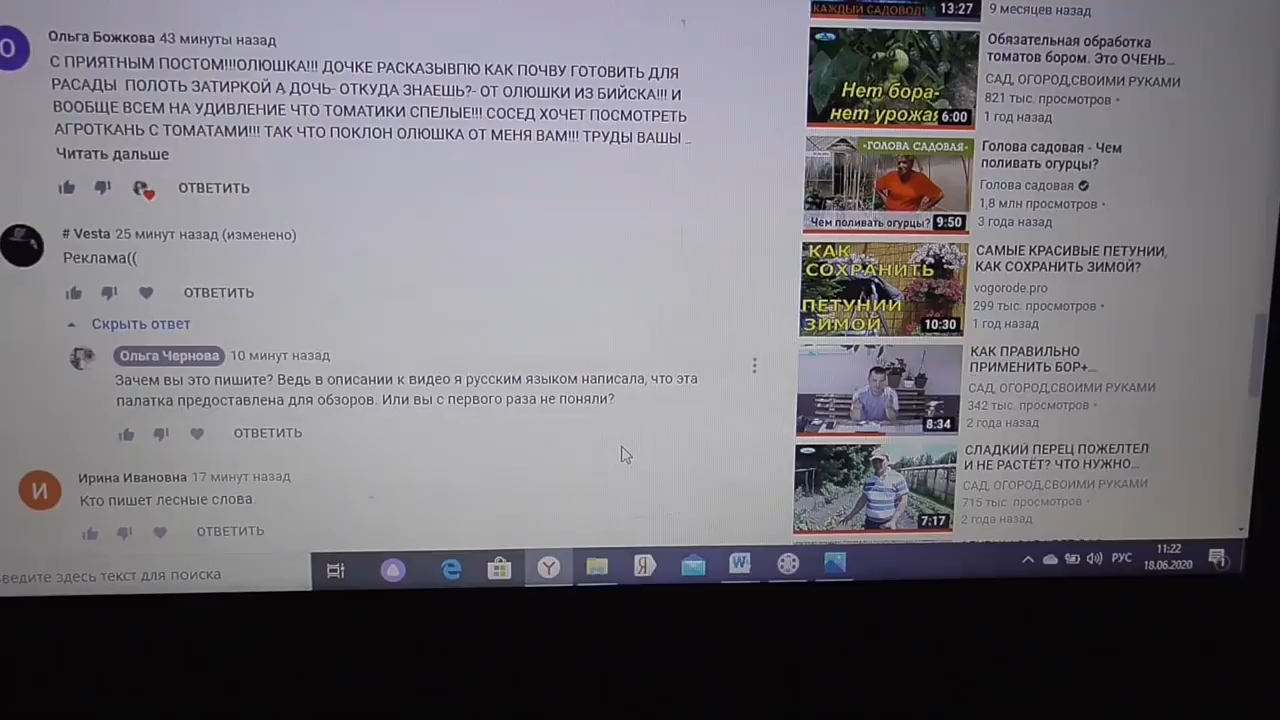 Ольга Божкова 43 минуты назад
С ПРИЯТНЫМ ПОСТОМ!!!ОЛЮШКА!!! ДОЧКЕ РАСКАЗЫВПЮ КАК ПОЧВУ ГОТОВИТЬ ДЛЯ
РАСАДЫ ПОЛОТЬ ЗАТИРКОЙ А ДОЧЬ- ОТКУДА ЗНАЕШЬ?- ОТ ОЛЮШКИ ИЗ БИЙСКА!!! И
ВООБЩЕ ВСЕМ НА УДИВЛЕНИЕ ЧТО ТОМАТИКИ СПЕЛЫЕ!!! СОСЕД ХОЧЕТ ПОСМОТРЕТЬ
АГРОТКАНЬ С ТОМАТАМИ!!! ТАК ЧТО ПОКЛОН ОЛЮШКА ОТ МЕНЯ ВАМ!!! ТРУДЫ ВАШЫ ...
Читать дальше
ОТВЕТИТЬ
# Vesta 25 минут назад (изменено)
Реклама((
ОТВЕТИТЬ
Скрыть ответ
Ольга Чернова 10 минут назад
Зачем вы это пишите? Ведь в описании к видео я русским языком написала, что эта
палатка предоставлена для обзоров. Или вы с первого раза не поняли?
ОТВЕТИТЬ
И
Ирина Ивановна 17 минут назад
Кто пишет лесные слова.
ОТВЕТИТЬ
КАЖДЫЙ САДОВОД!
13:27
9 месяцев назад
Нет бора-
нет урожая
6:00
Обязательная обработка
томатов бором. Это ОЧЕНЬ...
САД, ОГОРОД,СВОИМИ РУКАМИ
821 тыс. просмотров •
1 год назад
«ГОЛОВА САДОВАЯ»
Чем поливать огурцы?
9:50
Голова садовая - Чем
поливать огурцы?
Голова садовая
1,8 млн просмотров •
3 года назад
КАК
СОХРАНИТЬ
ПЕТУНИИ
ЗИМОЙ
10:30
САМЫЕ КРАСИВЫЕ ПЕТУНИИ,
КАК СОХРАНИТЬ ЗИМОЙ?
vogorode.pro
299 тыс. просмотров •
1 год назад
8:34
КАК ПРАВИЛЬНО
ПРИМЕНИТЬ БОР+...
САД, ОГОРОД,СВОИМИ РУКАМИ
342 тыс. просмотров •
2 года назад
7:17
СЛАДКИЙ ПЕРЕЦ ПОЖЕЛТЕЛ
И НЕ РАСТЁТ? ЧТО НУЖНО...
САД, ОГОРОД,СВОИМИ РУКАМИ
715 тыс. просмотров •
2 года назад
ведите здесь текст для поиска
РУС
11:22
18.06.2020